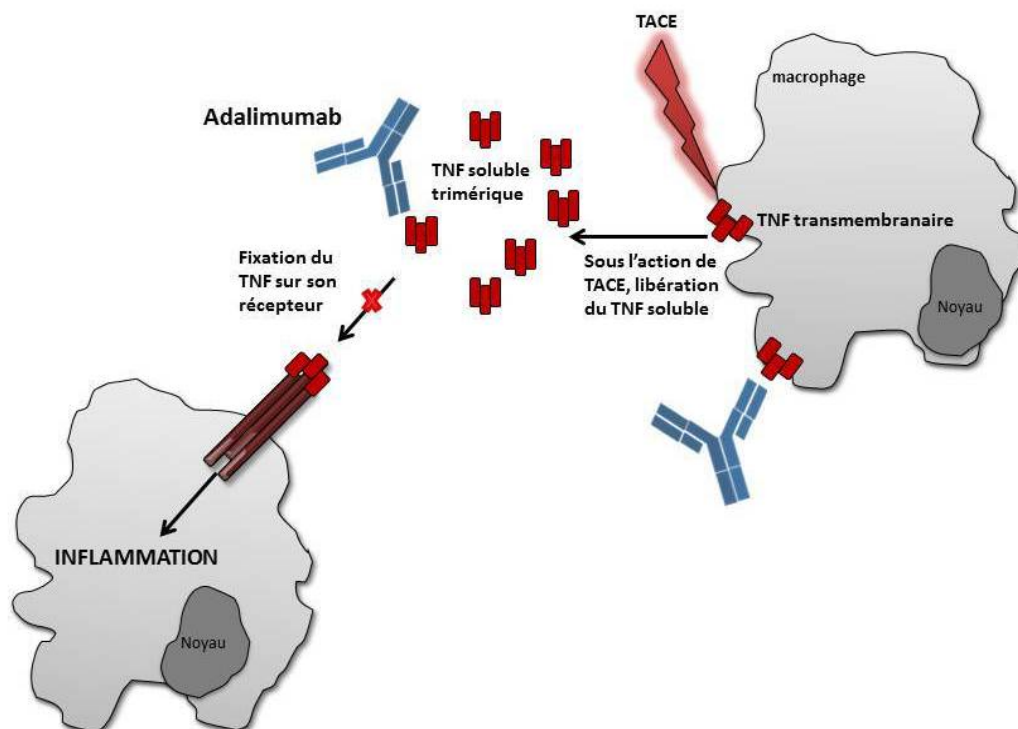 TACE
macrophage
Adalimumab
TNF soluble
trimérique
TNF transmembranaire
Fixation du
TNF sur son
récepteur
Sous l’action de
TACE, libération
du TNF soluble
Noyau
INFLAMMATION
Noyau